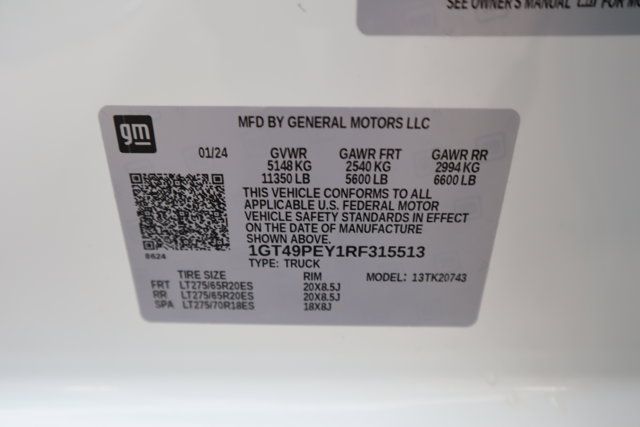 SEE OWNER'S MANUAL FOR MO
gm
MFD BY GENERAL MOTORS LLC
01/24 GVWR GAWR FRT GAWR RR
5148 KG 2540 KG 2994 KG
11350 LB 5600 LB 6600 LB
THIS VEHICLE CONFORMS TO ALL
APPLICABLE U.S. FEDERAL MOTOR
VEHICLE SAFETY STANDARDS IN EFFECT
ON THE DATE OF MANUFACTURE
SHOWN ABOVE.
8624
1GT49PEY1RF315513
TYPE: TRUCK
MODEL: 13TK20743
TIRE SIZE RIM
FRT LT275/65R20ES 20X8.5J
RR LT275/65R20ES 20X8.5J
SPA LT275/70R18ES 18X8J